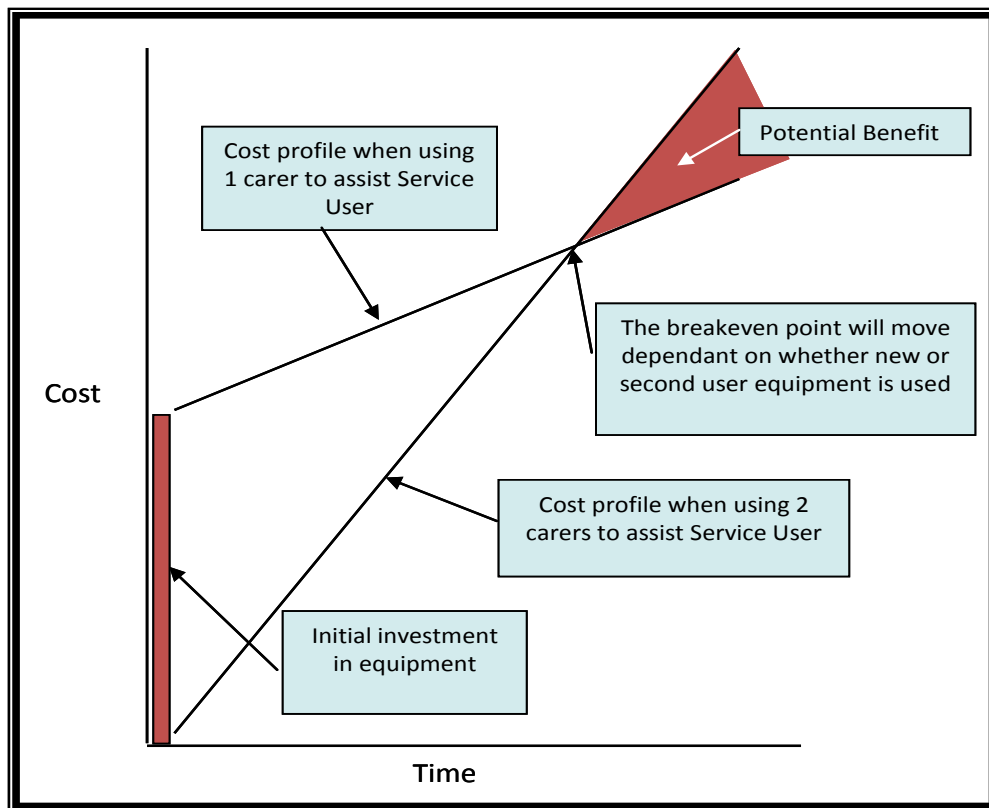 Potential Benefit
Cost profile when using
1 carer to assist Service
User
The breakeven point will move
dependant on whether new or
second user equipment is used
Cost
Cost profile when using 2
carers to assist Service User
Initial investment
in equipment
Time